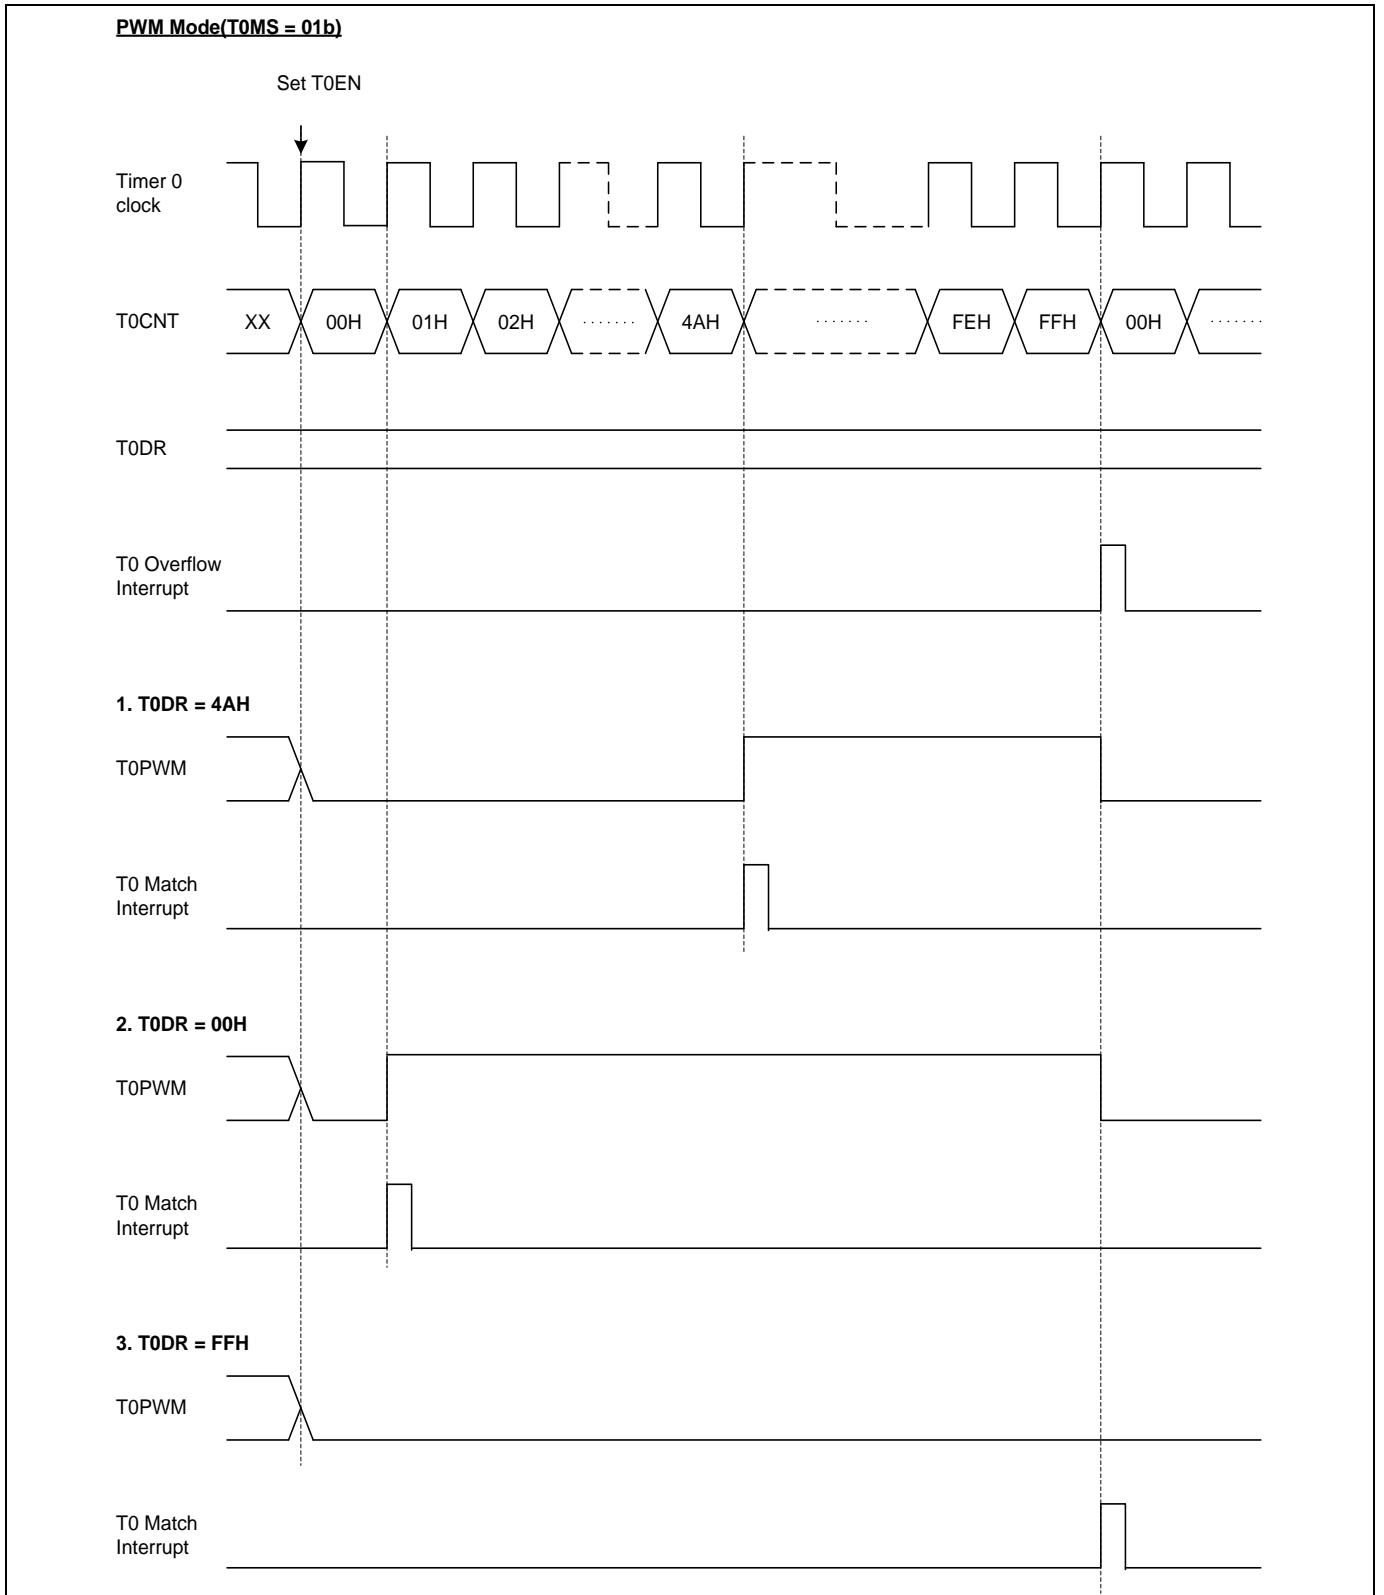 PWM Mode(T0MS = 01b)
Set T0EN
Timer 0
clock
T0CNT XX 00H 01H 02H ....... 4AH ....... FEH FFH 00H .......
T0DR
T0 Overflow
Interrupt
1. T0DR = 4AH
T0PWM
T0 Match
Interrupt
2. T0DR = 00H
T0PWM
T0 Match
Interrupt
3. T0DR = FFH
T0PWM
T0 Match
Interrupt